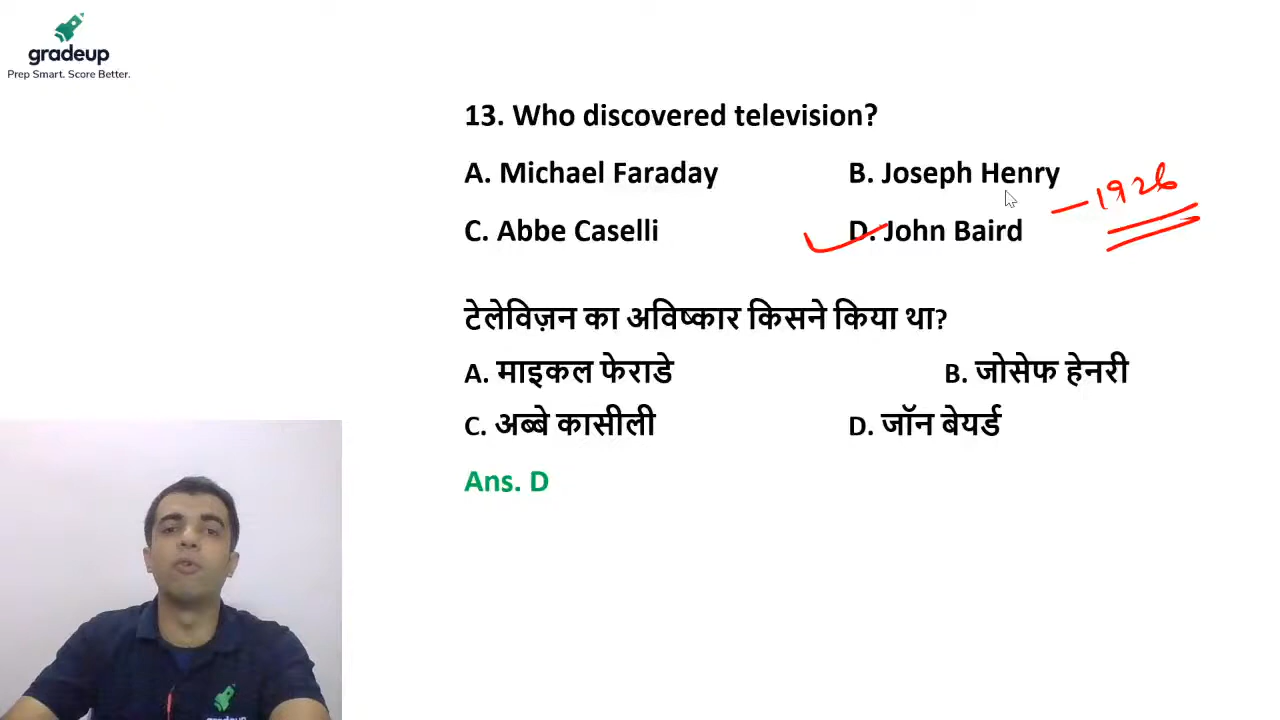 gradeup
Prep Smart. Score Better.
13. Who discovered television?
A. Michael Faraday B. Joseph Henry
C. Abbe Caselli D. John Baird – 1926
टेलेविज़न का अविष्कार किसने किया था?
A. माइकल फेराडे B. जोसेफ हेनरी
C. अब्बे कासीली D. जॉन बेयर्ड
Ans. D
gradeup